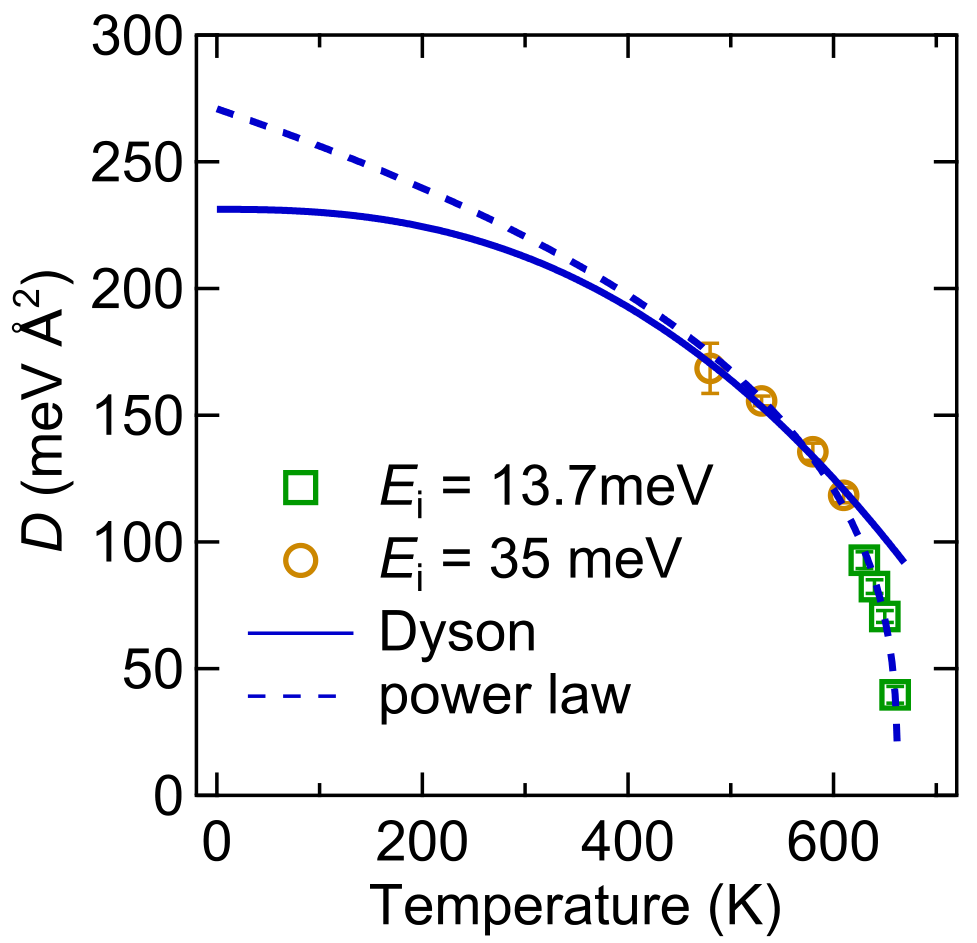 300
250
200
150
100
50
0
D (meV Å²)
Eᵢ = 13.7meV
Eᵢ = 35 meV
Dyson
power law
0 200 400 600
Temperature (K)